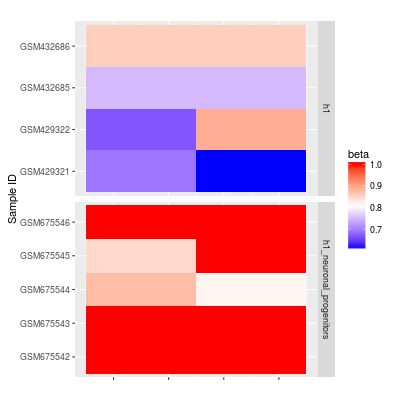 GSM432686
GSM432685
GSM429322
GSM429321
h1
GSM675546
GSM675545
GSM675544
GSM675543
GSM675542
h1_neuronal_progenitors
Sample ID
beta
1.0
0.9
0.8
0.7